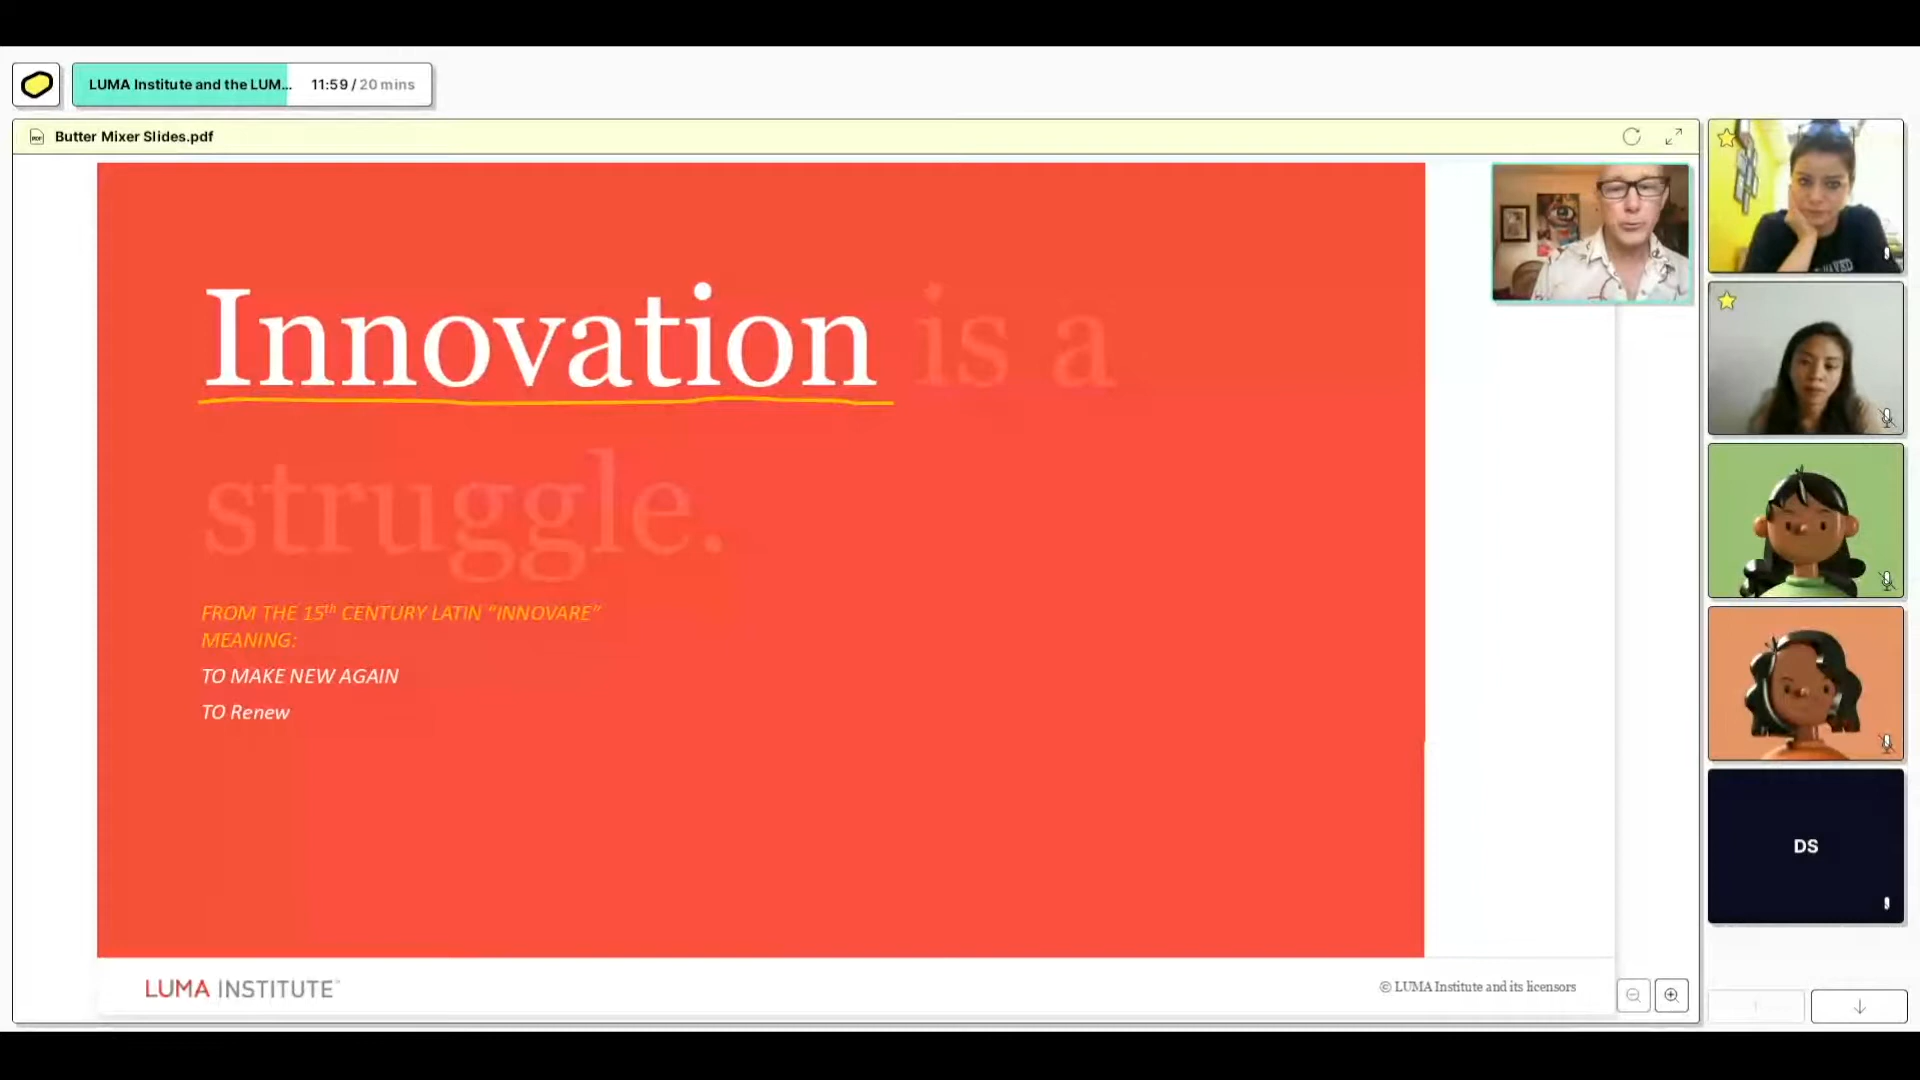 LUMA Institute and the LUM... 11:59 / 20 mins
Butter Mixer Slides.pdf
Innovation is a
struggle.
FROM THE 15th CENTURY LATIN “INNOVARE”
MEANING:
TO MAKE NEW AGAIN
TO Renew
LUMA INSTITUTE™
© LUMA Institute and its licensors
DS